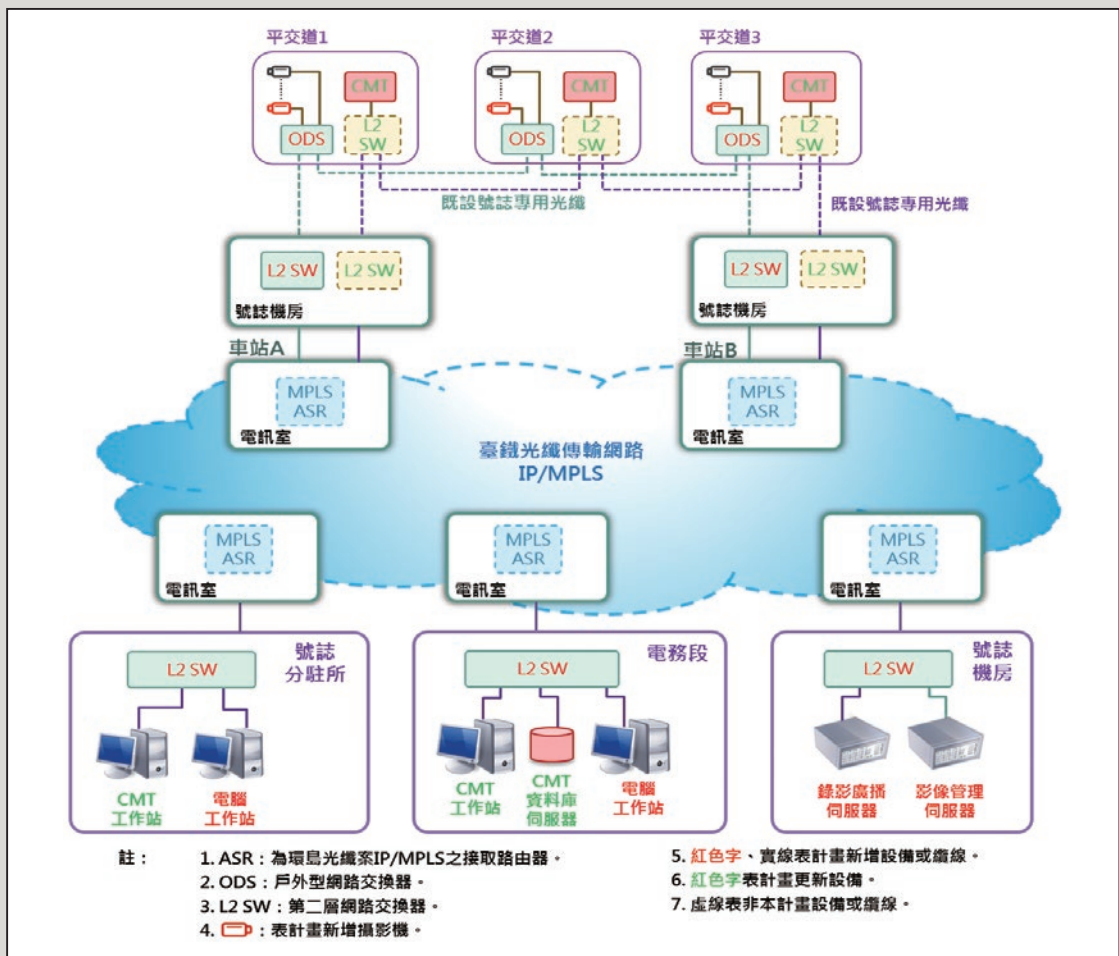 平交道1
平交道2
平交道3
CMT
CMT
CMT
ODS
L2
SW
ODS
L2
SW
ODS
L2
SW
既設號誌專用光纖
既設號誌專用光纖
L2 SW
L2 SW
號誌機房
L2 SW
L2 SW
號誌機房
車站A
車站B
MPLS
ASR
電訊室
MPLS
ASR
電訊室
臺鐵光纖傳輸網路
IP/MPLS
MPLS
ASR
電訊室
MPLS
ASR
電訊室
MPLS
ASR
電訊室
號誌
分駐所
L2 SW
CMT
工作站
電腦
工作站
電務段
L2 SW
CMT
工作站
CMT
資料庫
伺服器
電腦
工作站
號誌
機房
L2 SW
錄影廣播
伺服器
影像管理
伺服器
註：
1. ASR：為環島光纖案IP/MPLS之接取路由器。
2. ODS：戶外型網路交換器。
3. L2 SW：第二層網路交換器。
4. ：表計畫新增攝影機。
5. 紅色字、實線表計畫新增設備或纜線。
6. 紅色字表計畫更新設備。
7. 虛線表非本計畫設備或纜線。